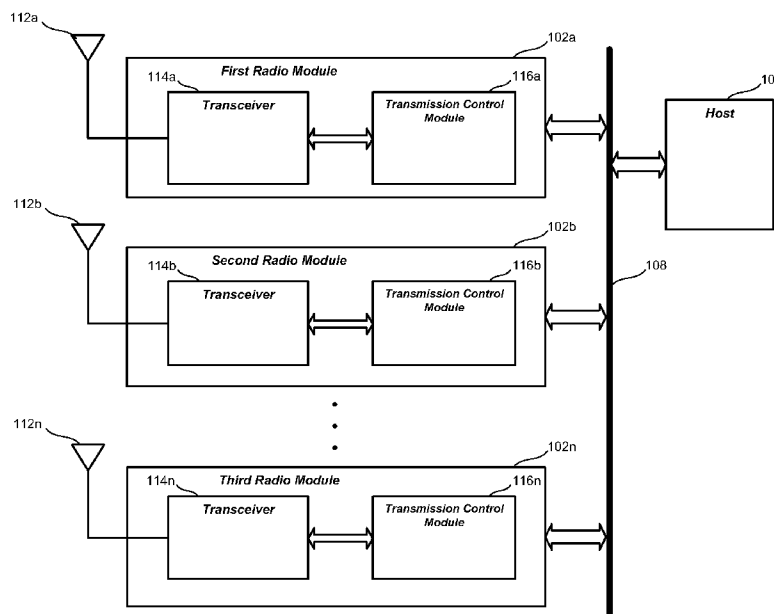 112a
102a
First Radio Module
114a
116a
Transceiver
Transmission Control
Module
10
Host
112b
102b
Second Radio Module
114b
116b
Transceiver
Transmission Control
Module
108
112n
102n
Third Radio Module
114n
116n
Transceiver
Transmission Control
Module